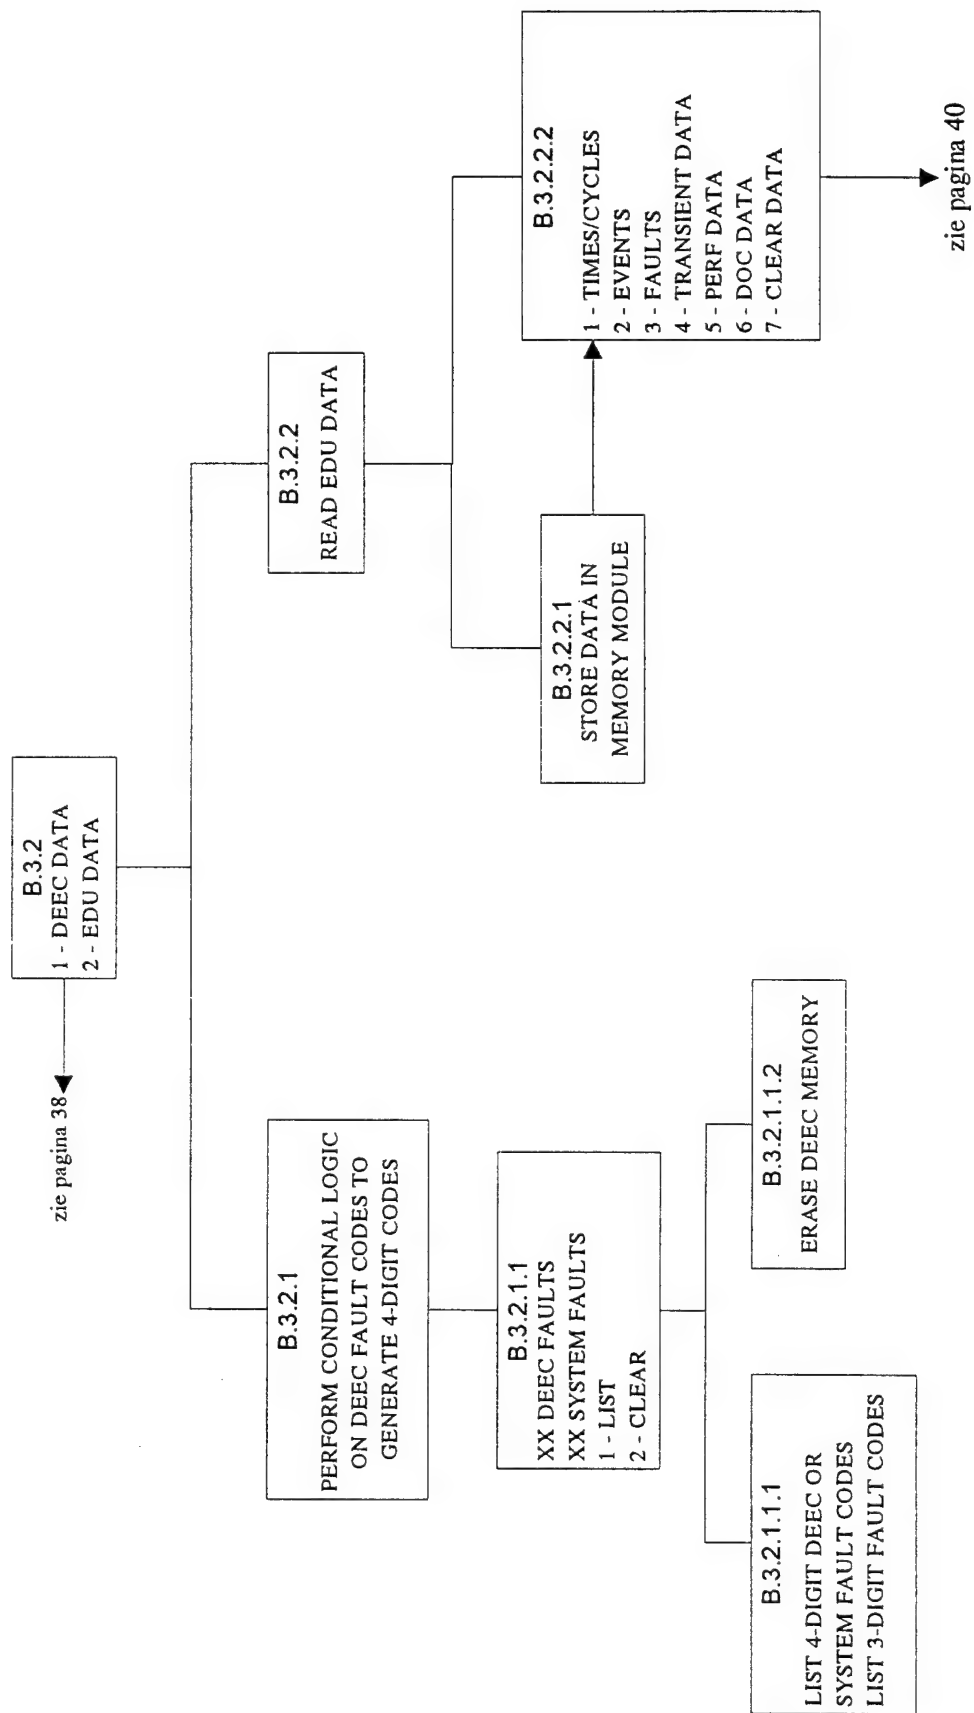 zie pagina 38
B.3.2
1 - DEEC DATA
2 - EDU DATA
B.3.2.1
PERFORM CONDITIONAL LOGIC
ON DEEC FAULT CODES TO
GENERATE 4-DIGIT CODES
B.3.2.2
READ EDU DATA
B.3.2.1.1
XX DEEC FAULTS
XX SYSTEM FAULTS
1 - LIST
2 - CLEAR
B.3.2.2.1
STORE DATA IN
MEMORY MODULE
B.3.2.2.2
1 - TIMES/CYCLES
2 - EVENTS
3 - FAULTS
4 - TRANSIENT DATA
5 - PERF DATA
6 - DOC DATA
7 - CLEAR DATA
B.3.2.1.1.1
LIST 4-DIGIT DEEC OR
SYSTEM FAULT CODES
LIST 3-DIGIT FAULT CODES
B.3.2.1.1.2
ERASE DEEC MEMORY
zie pagina 40